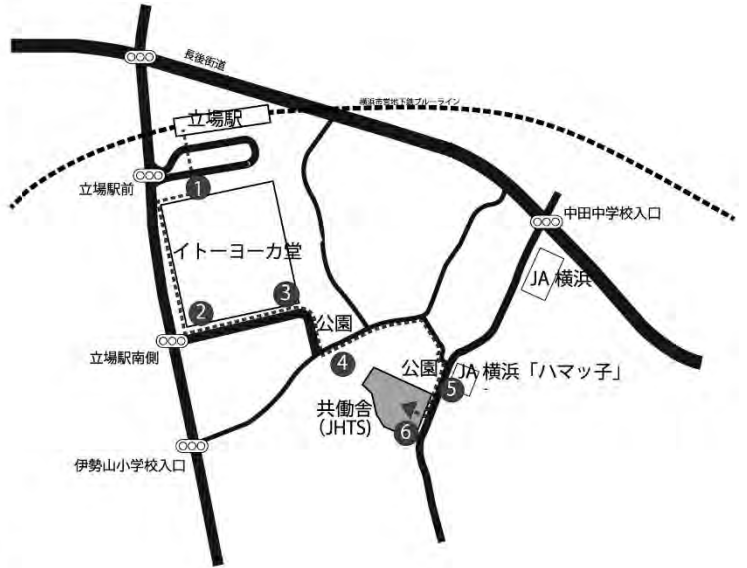 長後街道
横浜市営地下鉄ブルーライン
立場駅
立場駅前
1
中田中学校入口
イトーヨーカ堂
JA 横浜
2
3
公園
立場駅南側
4
公園
JA 横浜「ハマッ子」
5
共働舎
(JHTS)
6
伊勢山小学校入口